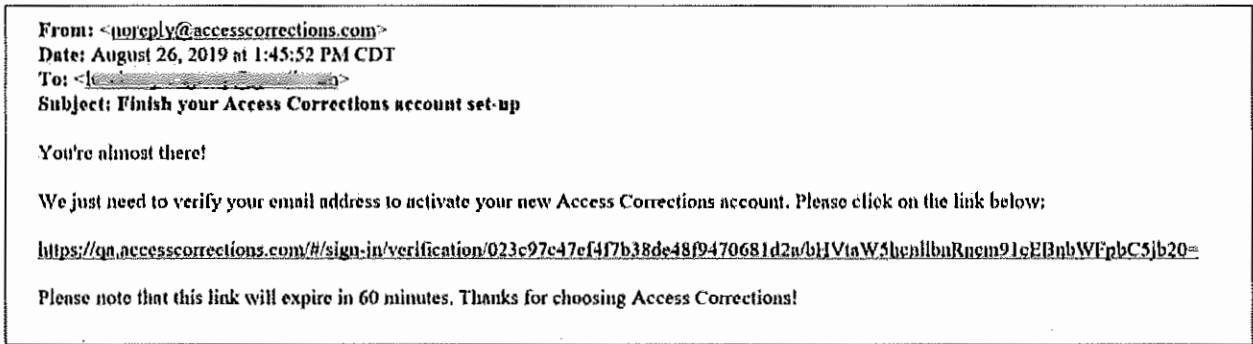 From: <noreply@accesscorrections.com>
Date: August 26, 2019 at 1:45:52 PM CDT
To: <
Subject: Finish your Access Corrections account set-up
You're almost there!
We just need to verify your email address to activate your new Access Corrections account. Please click on the link below:
https://qa.accesscorrections.com/#/sign-in/verification/
Please note that this link will expire in 60 minutes. Thanks for choosing Access Corrections!